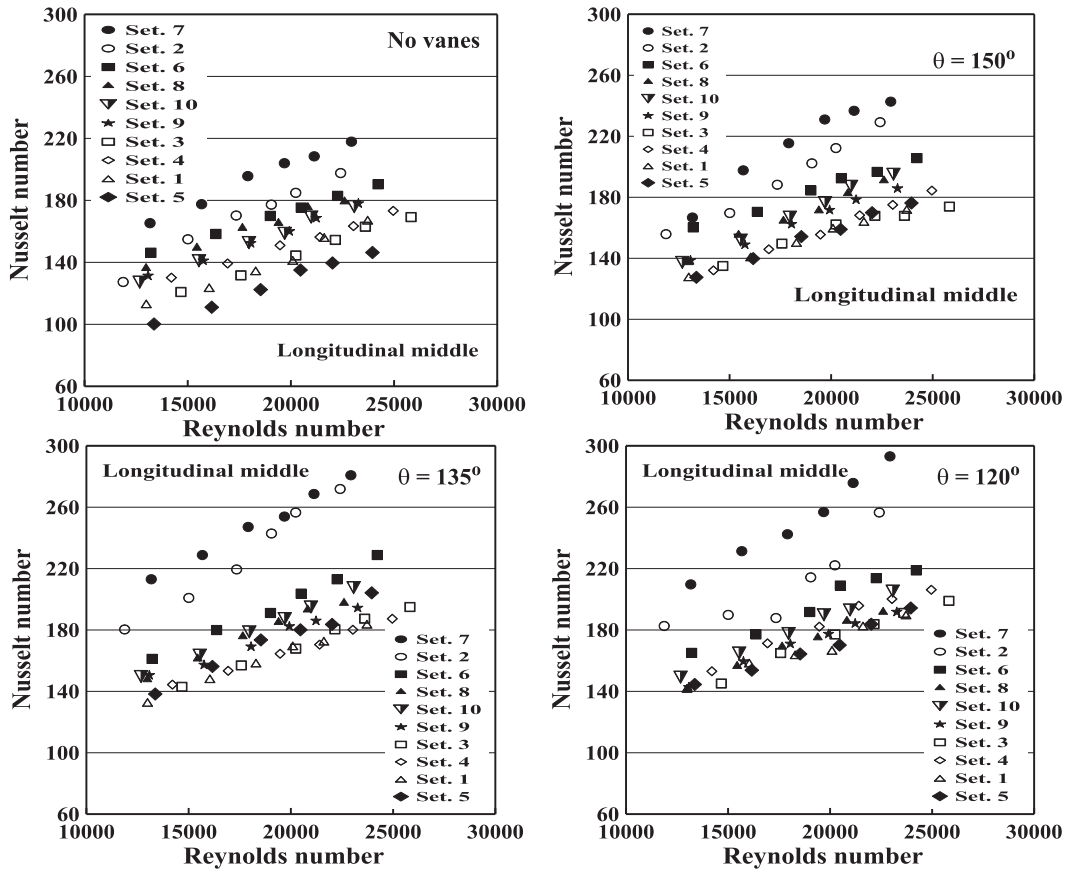 300
260
220
180
140
100
60
Nusselt number
Set. 7
Set. 2
Set. 6
Set. 8
Set. 10
Set. 9
Set. 3
Set. 4
Set. 1
Set. 5
No vanes
Longitudinal middle
10000 15000 20000 25000 30000
Reynolds number
300
260
220
180
140
100
60
Nusselt number
Set. 7
Set. 2
Set. 6
Set. 8
Set. 10
Set. 9
Set. 3
Set. 4
Set. 1
Set. 5
θ = 150⁰
Longitudinal middle
10000 15000 20000 25000 30000
Reynolds number
300
260
220
180
140
100
60
Nusselt number
Longitudinal middle
θ = 135⁰
Set. 7
Set. 2
Set. 6
Set. 8
Set. 10
Set. 9
Set. 3
Set. 4
Set. 1
Set. 5
10000 15000 20000 25000 30000
Reynolds number
300
260
220
180
140
100
60
Nusselt number
Longitudinal middle
θ = 120⁰
Set. 7
Set. 2
Set. 6
Set. 8
Set. 10
Set. 9
Set. 3
Set. 4
Set. 1
Set. 5
10000 15000 20000 25000 30000
Reynolds number